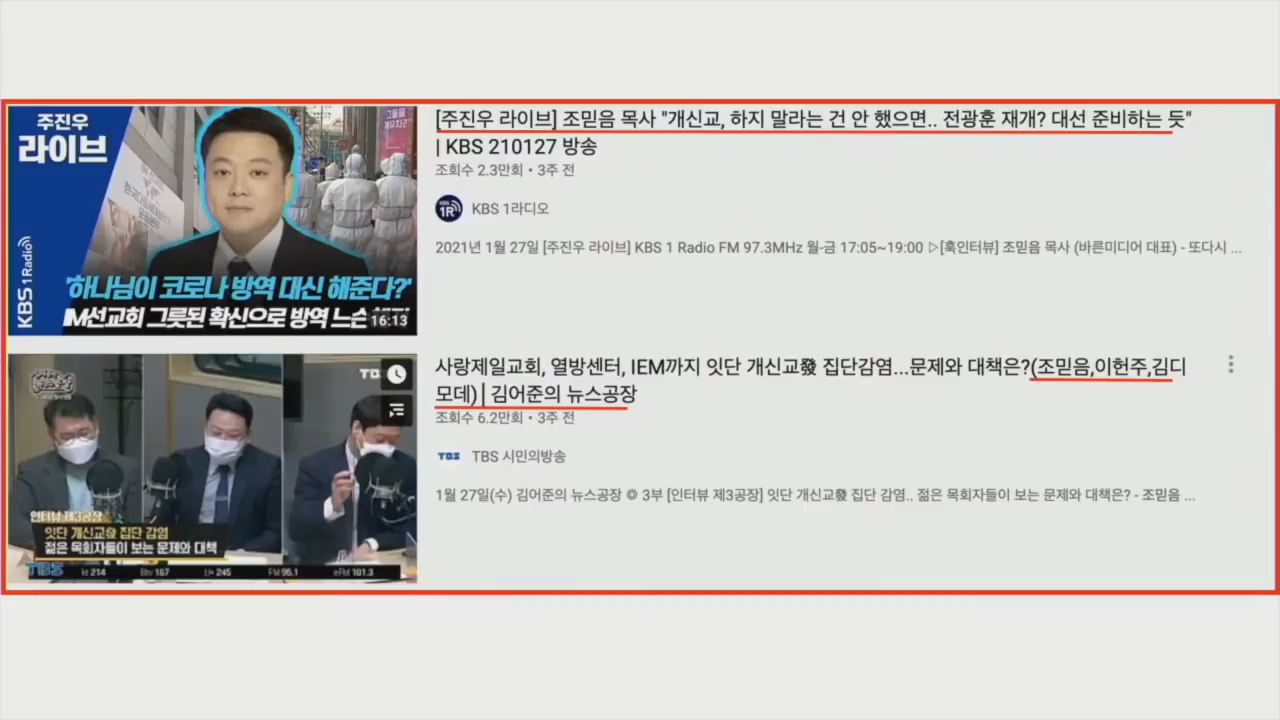 주진우
라이브
KBS 1 Radio
'하나님이 코로나 방역 대신 해준다?'
IM선교회 그릇된 확신으로 방역 느슨
16:13
[주진우 라이브] 조믿음 목사 "개신교, 하지 말라는 건 안 했으면.. 전광훈 재개? 대선 준비하는 듯"
| KBS 210127 방송
조회수 2.3만회 • 3주 전
1R
KBS 1라디오
2021년 1월 27일 [주진우 라이브] KBS 1 Radio FM 97.3MHz 월-금 17:05~19:00 ▷[훅인터뷰] 조믿음 목사 (바른미디어 대표) - 또다시 ...
인터뷰 제3공장
잇단 개신교發 집단 감염
젊은 목회자들이 보는 문제와 대책
TBS
kt 214 Btv 167 U+ 245 FM 95.1 eFM 101.3
사랑제일교회, 열방센터, IEM까지 잇단 개신교發 집단감염...문제와 대책은?(조믿음,이헌주,김디
모데)| 김어준의 뉴스공장
조회수 6.2만회 • 3주 전
TBS
TBS 시민의방송
1월 27일(수) 김어준의 뉴스공장 ◎ 3부 [인터뷰 제3공장] 잇단 개신교發 집단 감염.. 젊은 목회자들이 보는 문제와 대책은? - 조믿음 ...